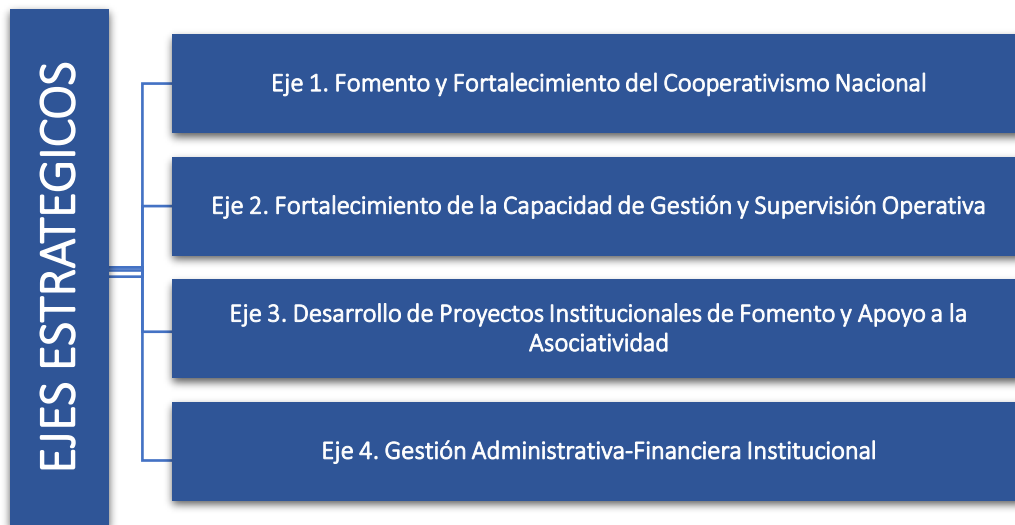 EJES ESTRATEGICOS
Eje 1. Fomento y Fortalecimiento del Cooperativismo Nacional
Eje 2. Fortalecimiento de la Capacidad de Gestión y Supervisión Operativa
Eje 3. Desarrollo de Proyectos Institucionales de Fomento y Apoyo a la
Asociatividad
Eje 4. Gestión Administrativa-Financiera Institucional